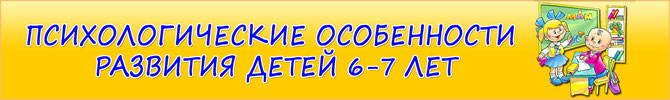 ПСИХОЛОГИЧЕСКИЕ ОСОБЕННОСТИ
РАЗВИТИЯ ДЕТЕЙ 6-7 ЛЕТ